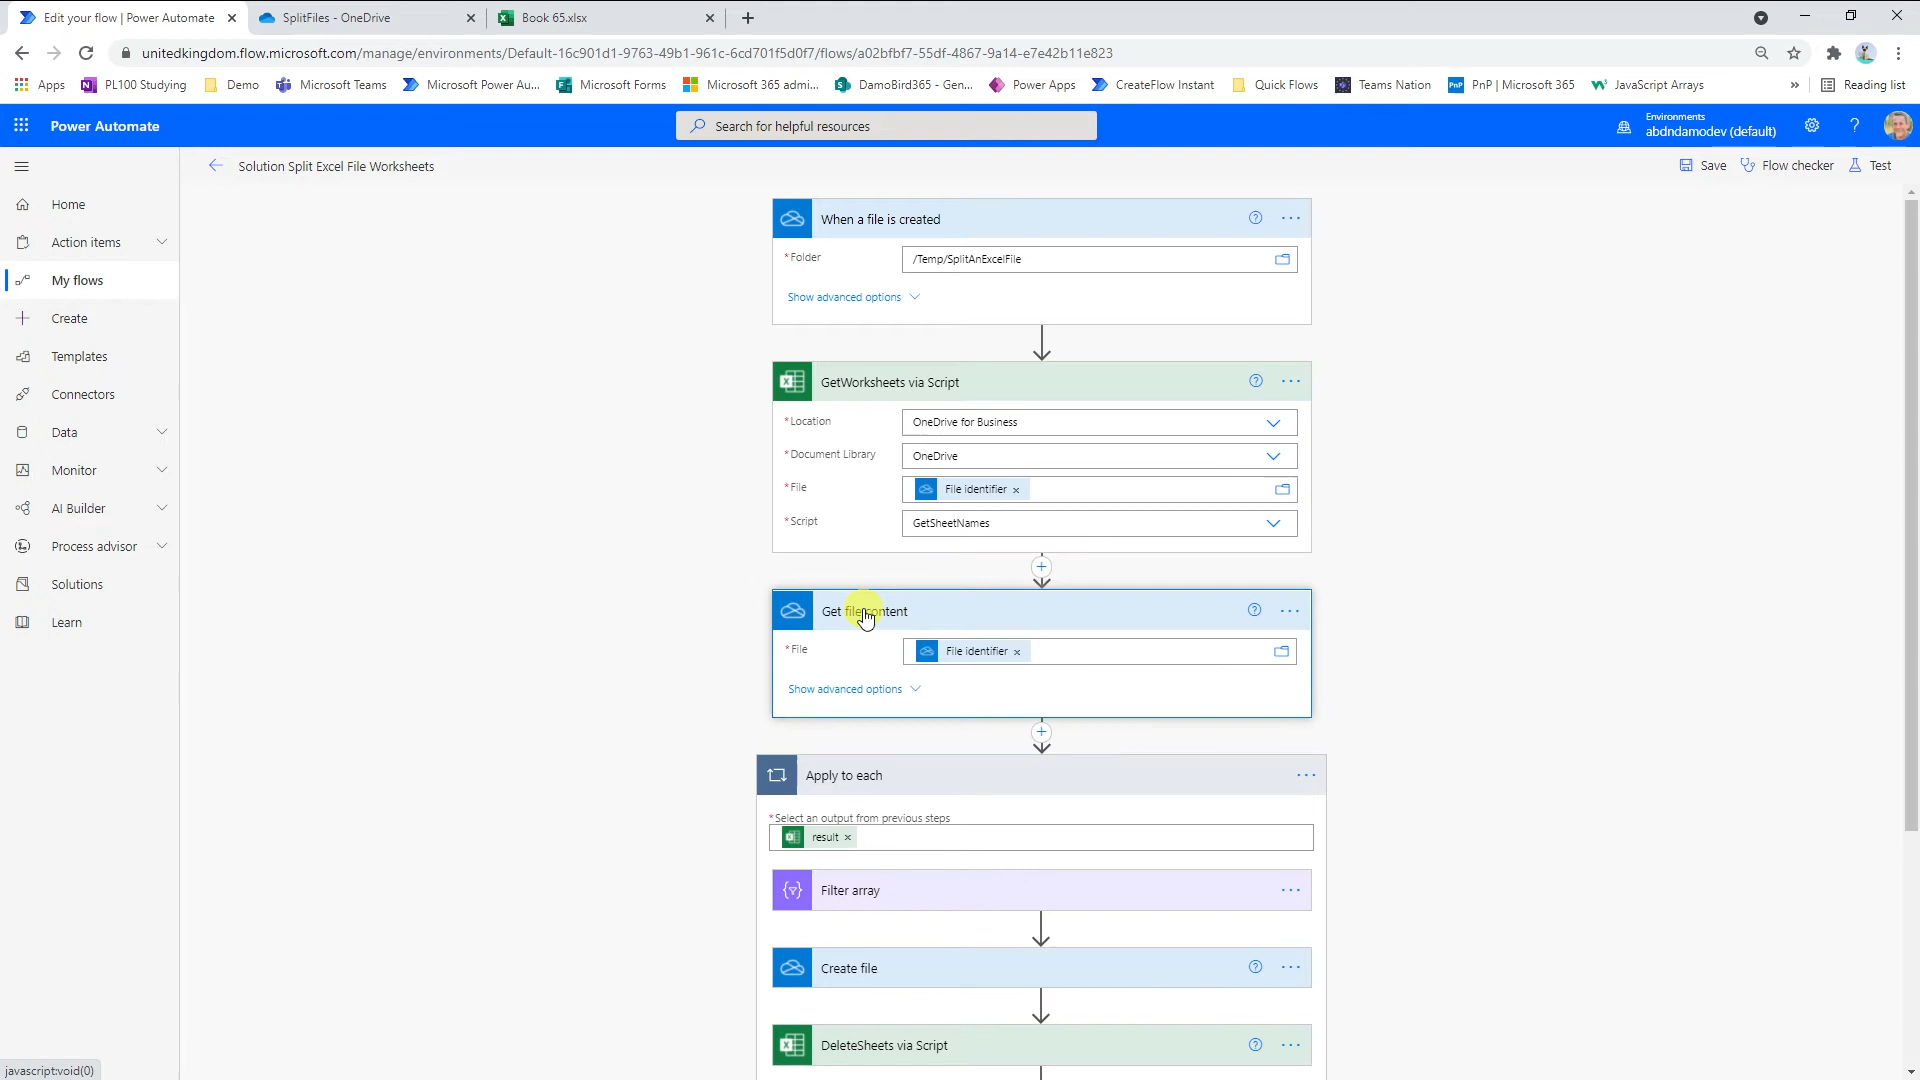 Edit your flow | Power Automate
SplitFiles - OneDrive
Book 65.xlsx
unitedkingdom.flow.microsoft.com/manage/environments/Default-16c901d1-9763-49b1-961c-6cd701f5d0f7/flows/a02bfbf7-55df-4867-9a14-e7e42b11e823
Apps
PL100 Studying
Demo
Microsoft Teams
Microsoft Power Au...
Microsoft Forms
Microsoft 365 admi...
DamoBird365 - Gen...
Power Apps
CreateFlow Instant
Quick Flows
Teams Nation
PnP | Microsoft 365
JavaScript Arrays
»
Reading list
Power Automate
Search for helpful resources
Environments
abdndamodev (default)
Solution Split Excel File Worksheets
Save
Flow checker
Test
Home
Action items
My flows
Create
Templates
Connectors
Data
Monitor
AI Builder
Process advisor
Solutions
Learn
When a file is created
* Folder
/Temp/SplitAnExcelFile
Show advanced options
GetWorksheets via Script
* Location
OneDrive for Business
* Document Library
OneDrive
* File
File identifier ×
* Script
GetSheetNames
Get file content
* File
File identifier ×
Show advanced options
Apply to each
* Select an output from previous steps
result ×
Filter array
Create file
DeleteSheets via Script
javascript:void(0)